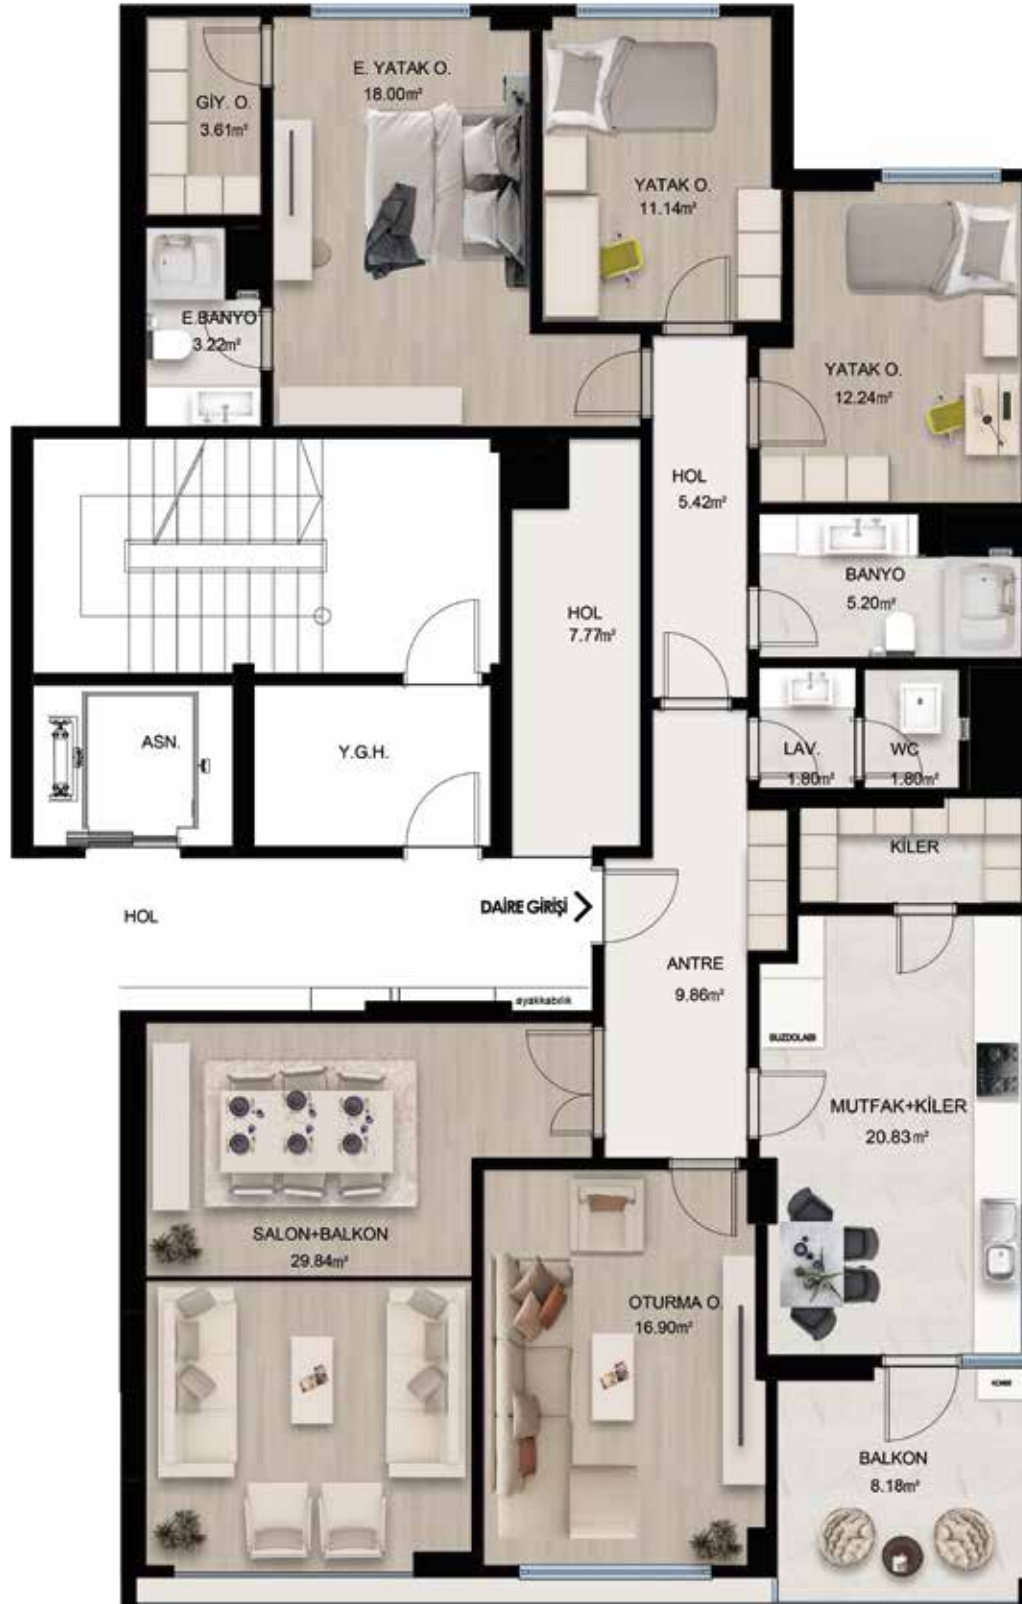 E. YATAK O.
18.00m²
GİY. O.
3.61m²
YATAK O.
11.14m²
E.BANYO
3.22m²
YATAK O.
12.24m²
HOL
5.42m²
BANYO
5.20m²
HOL
7.77m²
ASN.
Y.G.H.
LAV.
1.80m²
WC
1.80m²
KİLER
HOL
DAİRE GİRİŞİ
ANTRE
9.86m²
ayakkabılık
BUZDOLABI
MUTFAK+KİLER
20.83m²
SALON+BALKON
29.84m²
OTURMA O.
16.90m²
BALKON
8.18m²